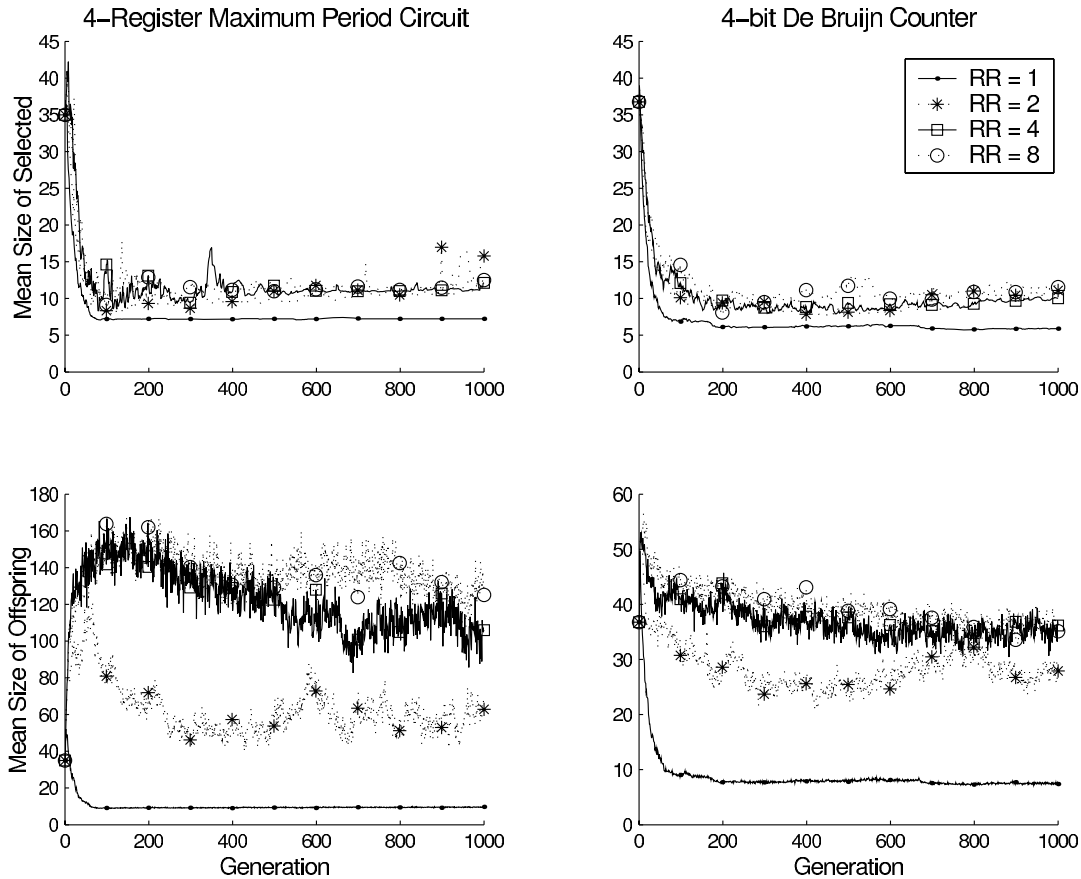 4-Register Maximum Period Circuit
4-bit De Bruijn Counter
Mean Size of Selected
45
40
35
30
25
20
15
10
5
0
0 200 400 600 800 1000
45
40
35
30
25
20
15
10
5
0
0 200 400 600 800 1000
RR = 1
RR = 2
RR = 4
RR = 8
Mean Size of Offspring
180
160
140
120
100
80
60
40
20
0
0 200 400 600 800 1000
Generation
60
50
40
30
20
10
0
0 200 400 600 800 1000
Generation